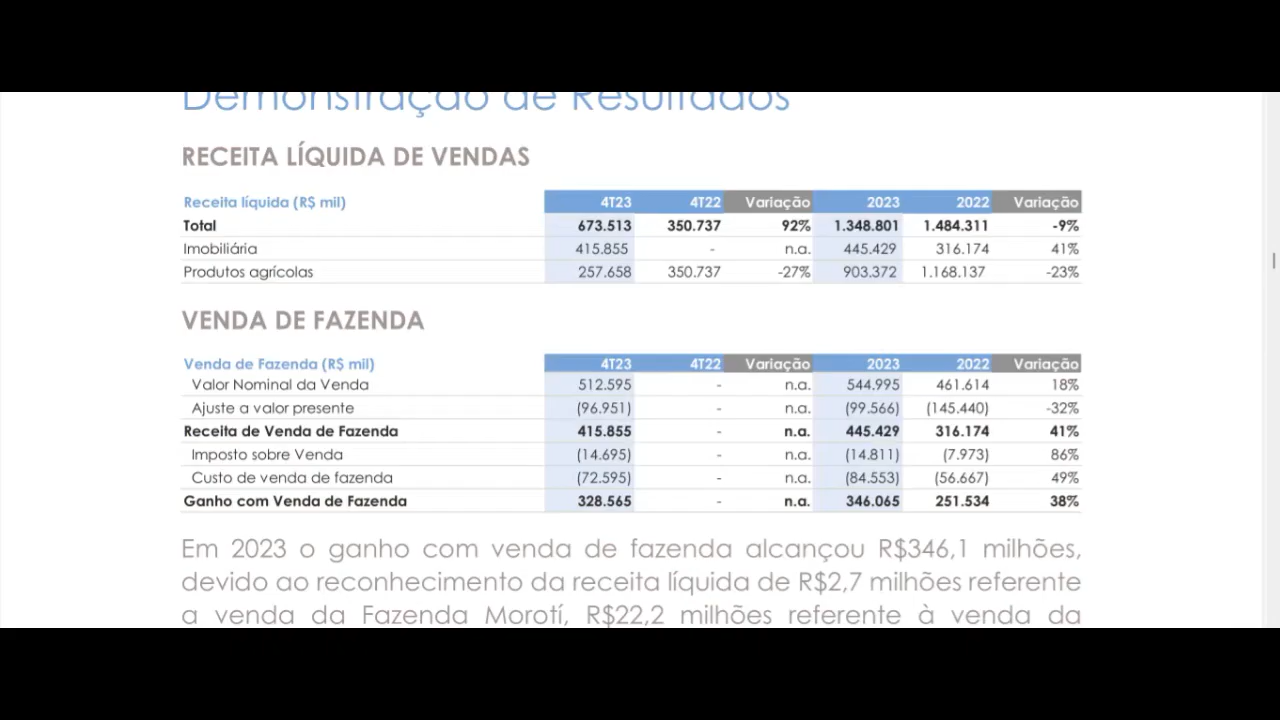 Demonstração de Resultados
RECEITA LÍQUIDA DE VENDAS
Receita líquida (R$ mil) 4T23 4T22 Variação 2023 2022 Variação
Total 673.513 350.737 92% 1.348.801 1.484.311 -9%
Imobiliária 415.855 - n.a. 445.429 316.174 41%
Produtos agrícolas 257.658 350.737 -27% 903.372 1.168.137 -23%
VENDA DE FAZENDA
Venda de Fazenda (R$ mil) 4T23 4T22 Variação 2023 2022 Variação
Valor Nominal da Venda 512.595 - n.a. 544.995 461.614 18%
Ajuste a valor presente (96.951) - n.a. (99.566) (145.440) -32%
Receita de Venda de Fazenda 415.855 - n.a. 445.429 316.174 41%
Imposto sobre Venda (14.695) - n.a. (14.811) (7.973) 86%
Custo de venda de fazenda (72.595) - n.a. (84.553) (56.667) 49%
Ganho com Venda de Fazenda 328.565 - n.a. 346.065 251.534 38%
Em 2023 o ganho com venda de fazenda alcançou R$346,1 milhões,
devido ao reconhecimento da receita líquida de R$2,7 milhões referente
a venda da Fazenda Morotí, R$22,2 milhões referente à venda da